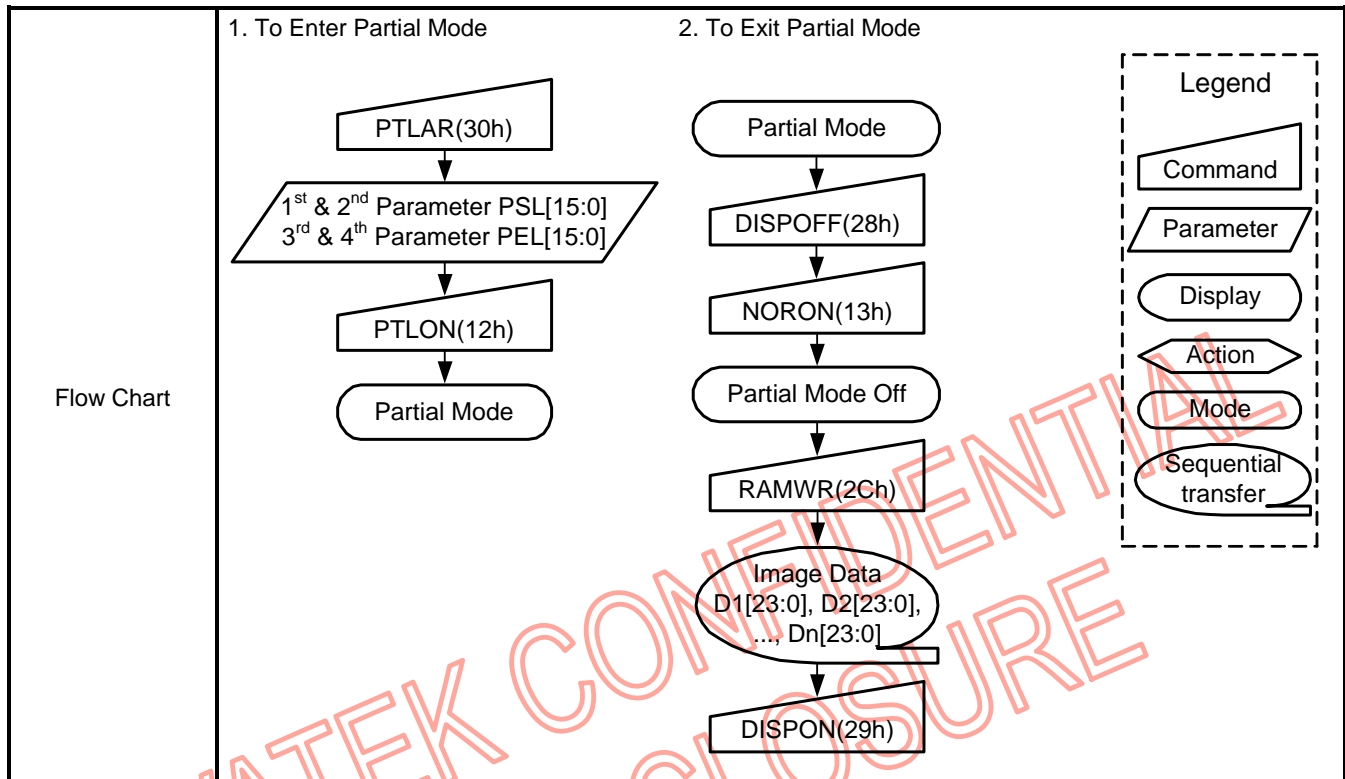 Flow Chart
1. To Enter Partial Mode
PTLAR(30h)
1st & 2nd Parameter PSL[15:0]
3rd & 4th Parameter PEL[15:0]
PTLON(12h)
Partial Mode
2. To Exit Partial Mode
Partial Mode
DISPOFF(28h)
NORON(13h)
Partial Mode Off
RAMWR(2Ch)
Image Data
D1[23:0], D2[23:0],
..., Dn[23:0]
DISPON(29h)
Legend
Command
Parameter
Display
Action
Mode
Sequential
transfer
CONFIDENTIAL